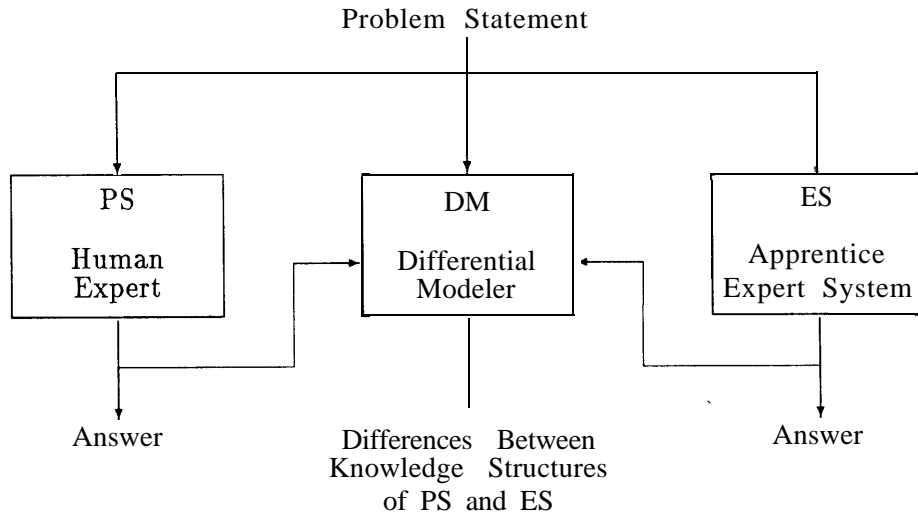 Problem Statement
PS
Human
Expert
DM
Differential
Modeler
ES
Apprentice
Expert System
Answer
Differences Between
Knowledge Structures
of PS and ES
Answer